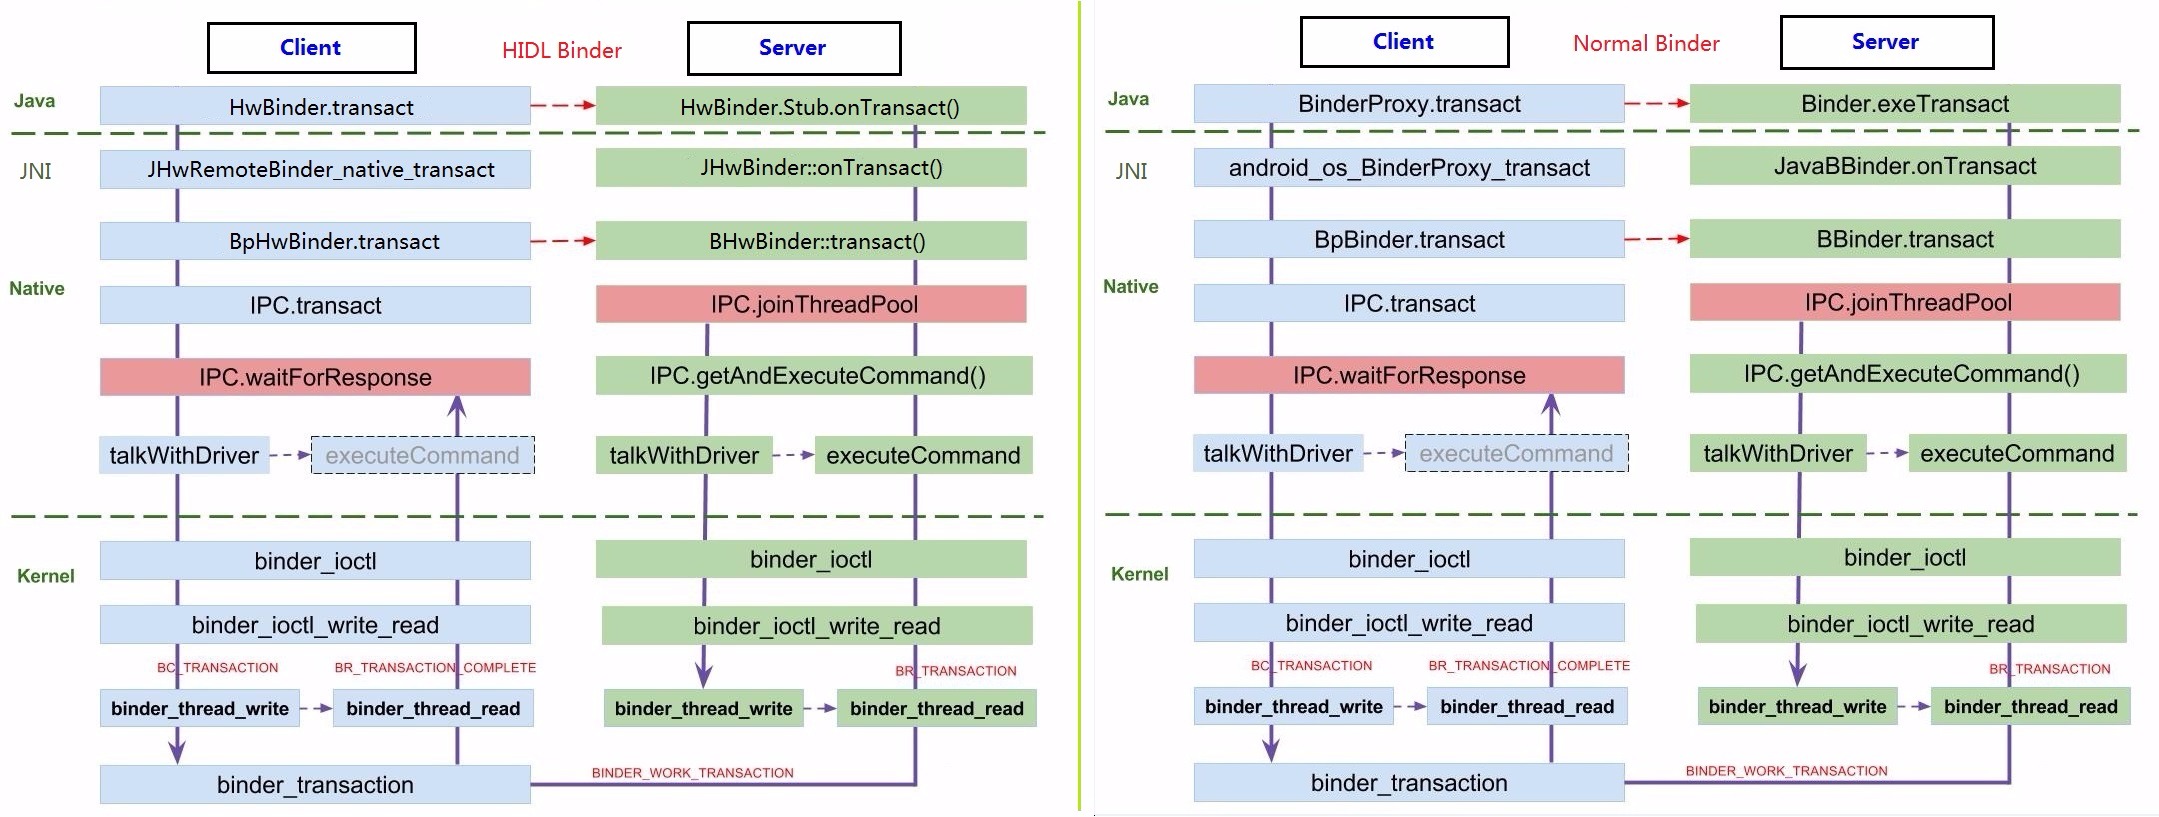 Client
HIDL Binder
Server
Java
HwBinder.transact
HwBinder.Stub.onTransact()
JNI
JHwRemoteBinder_native_transact
JHwBinder::onTransact()
BpHwBinder.transact
BHwBinder::transact()
Native
IPC.transact
IPC.joinThreadPool
IPC.waitForResponse
IPC.getAndExecuteCommand()
talkWithDriver
executeCommand
talkWithDriver
executeCommand
Kernel
binder_ioctl
binder_ioctl
binder_ioctl_write_read
binder_ioctl_write_read
BC_TRANSACTION
BR_TRANSACTION_COMPLETE
BR_TRANSACTION
binder_thread_write
binder_thread_read
binder_thread_write
binder_thread_read
binder_transaction
BINDER_WORK_TRANSACTION
Client
Normal Binder
Server
Java
BinderProxy.transact
Binder.exeTransact
JNI
android_os_BinderProxy_transact
JavaBBinder.onTransact
BpBinder.transact
BBinder.transact
Native
IPC.transact
IPC.joinThreadPool
IPC.waitForResponse
IPC.getAndExecuteCommand()
talkWithDriver
executeCommand
talkWithDriver
executeCommand
Kernel
binder_ioctl
binder_ioctl
binder_ioctl_write_read
binder_ioctl_write_read
BC_TRANSACTION
BR_TRANSACTION_COMPLETE
BR_TRANSACTION
binder_thread_write
binder_thread_read
binder_thread_write
binder_thread_read
binder_transaction
BINDER_WORK_TRANSACTION